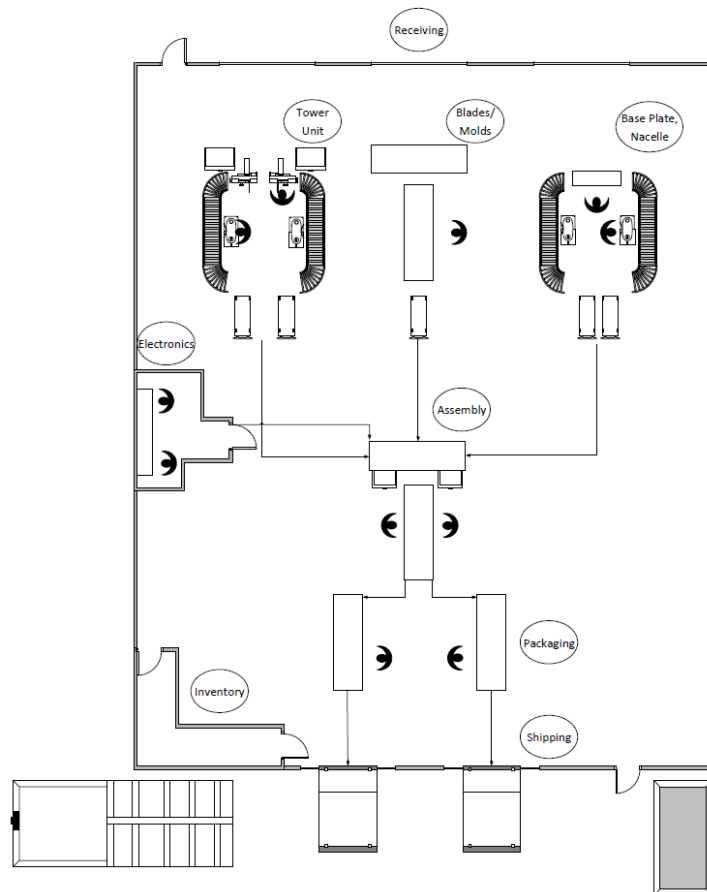 Receiving
Tower
Unit
Blades/
Molds
Base Plate,
Nacelle
Electronics
Assembly
Packaging
Inventory
Shipping